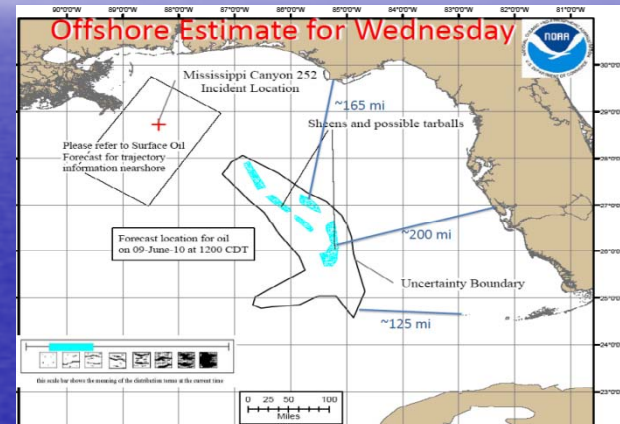 Offshore Estimate for Wednesday
NOAA
90°0'0"W 89°0'0"W 88°0'0"W 87°0'0"W 86°0'0"W 85°0'0"W 84°0'0"W 83°0'0"W 82°0'0"W
30°0'0"N
29°0'0"N
28°0'0"N
27°0'0"N
26°0'0"N
25°0'0"N
24°0'0"N
23°0'0"N
Mississippi Canyon 252
Incident Location
~165 mi
Sheens and possible tarballs
Please refer to Surface Oil
Forecast for trajectory
information nearshore
~200 mi
Forecast location for oil
on 09-June-10 at 1200 CDT
Uncertainty Boundary
~125 mi
this scale bar shows the meaning of the distribution terms at the current time
0 25 50 100
Miles